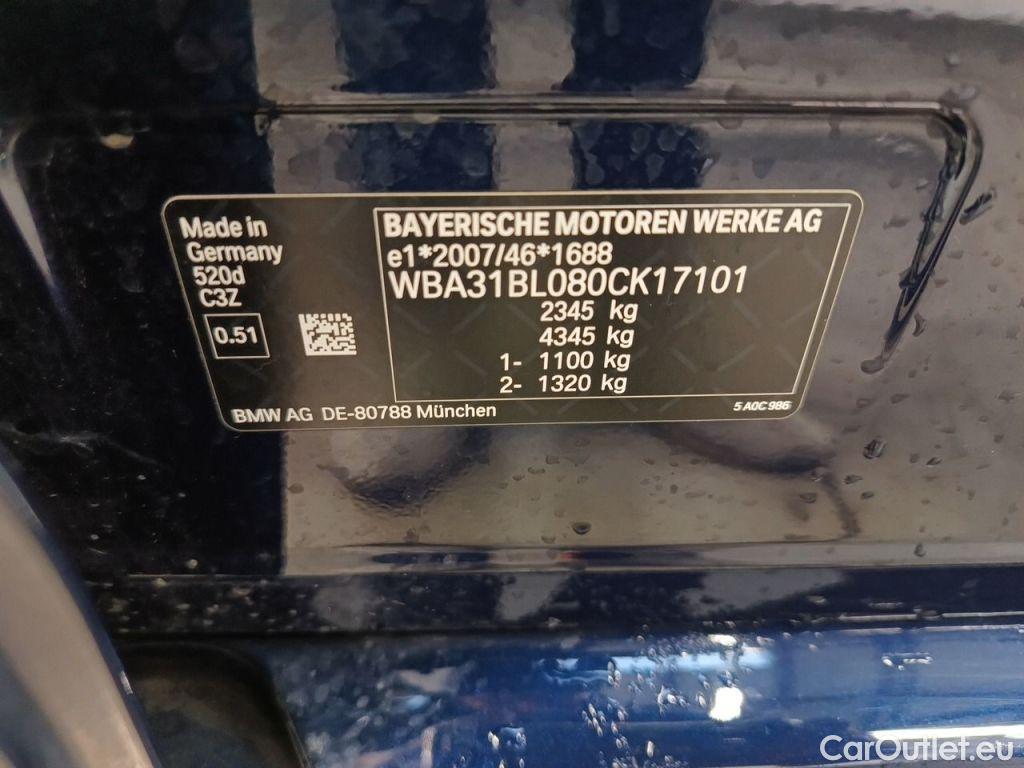 Made in
Germany
520d
C3Z
0.51
BAYERISCHE MOTOREN WERKE AG
e1*2007/46*1688
WBA31BL080CK17101
2345 kg
4345 kg
1- 1100 kg
2- 1320 kg
BMW AG DE-80788 München
5 A0C 986
CarOutlet.eu